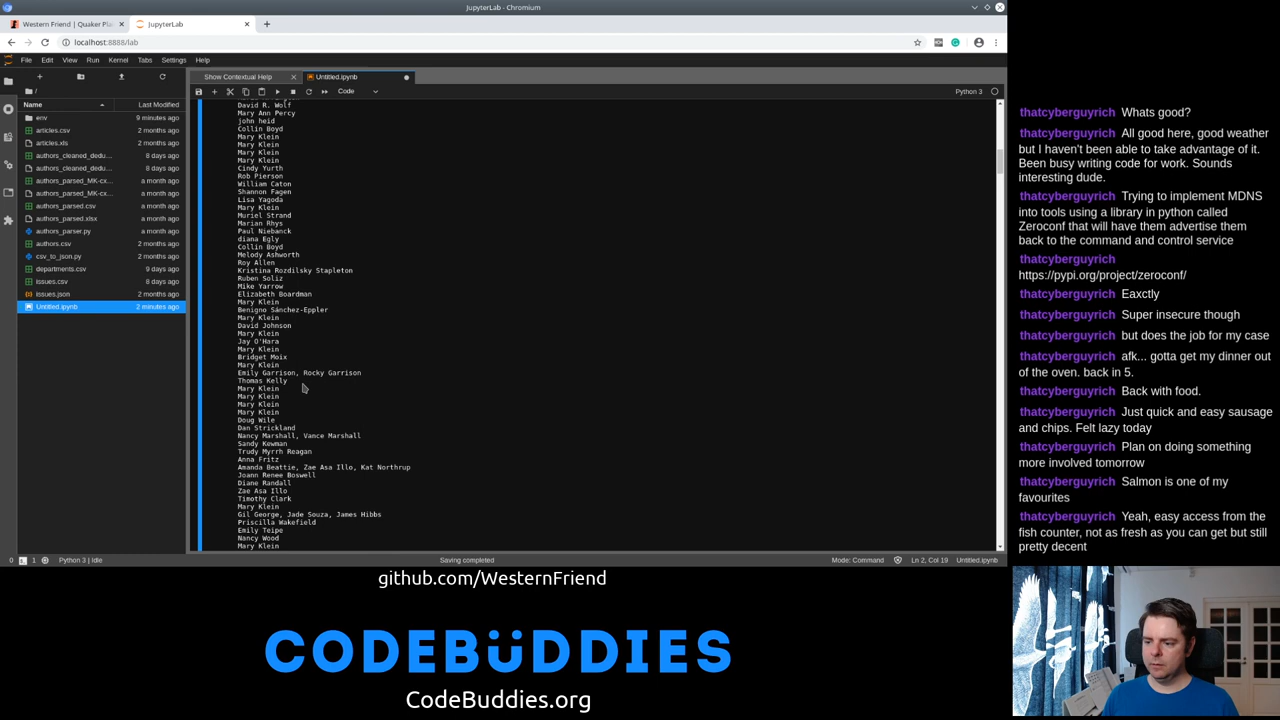 JupyterLab - Chromium
Western Friend | Quaker Pla
JupyterLab
localhost:8888/lab
File Edit View Run Kernel Tabs Settings Help
Show Contextual Help
Untitled.ipynb
Code
Python 3
/
Name
Last Modified
env 9 minutes ago
articles.csv 2 months ago
articles.xls 2 months ago
authors_cleaned_dedu... 8 days ago
authors_cleaned_dedu... 8 days ago
authors_parsed_MK-cx... a month ago
authors_parsed_MK-cx... a month ago
authors_parsed.csv a month ago
authors_parsed.xlsx a month ago
authors_parser.py a month ago
authors.csv 2 months ago
csv_to_json.py 2 months ago
departments.csv 9 days ago
issues.csv 8 days ago
issues.json 2 months ago
Untitled.ipynb 2 minutes ago
David R. Wolf
Mary Ann Percy
john heid
Collin Boyd
Mary Klein
Mary Klein
Mary Klein
Mary Klein
Cindy Yurth
Rob Pierson
William Caton
Shannon Fagen
Lisa Yagoda
Mary Klein
Muriel Strand
Marian Rhys
Paul Niebanck
diana Egly
Collin Boyd
Melody Ashworth
Roy Allen
Kristina Rozdilsky Stapleton
Ruben Soliz
Mike Yarrow
Elizabeth Boardman
Mary Klein
Benigno Sánchez-Eppler
Mary Klein
David Johnson
Mary Klein
Jay O'Hara
Mary Klein
Bridget Moix
Mary Klein
Emily Garrison, Rocky Garrison
Thomas Kelly
Mary Klein
Mary Klein
Mary Klein
Mary Klein
Doug Wile
Dan Strickland
Nancy Marshall, Vance Marshall
Sandy Kewman
Trudy Myrrh Reagan
Anna Fritz
Amanda Beattie, Zae Asa Illo, Kat Northrup
Joann Renee Boswell
Diane Randall
Zae Asa Illo
Timothy Clark
Mary Klein
Gil George, Jade Souza, James Hibbs
Priscilla Wakefield
Emily Teipe
Nancy Wood
Mary Klein
0 1 Python 3 | Idle
Saving completed
Mode: Command
Ln 2, Col 19
Untitled.ipynb
github.com/WesternFriend
CODEBÜDDIES
CodeBuddies.org
thatcyberguyrich Whats good?
thatcyberguyrich All good here, good weather
but I haven't been able to take advantage of it.
Been busy writing code for work. Sounds
interesting dude.
thatcyberguyrich Trying to implement MDNS
into tools using a library in python called
Zeroconf that will have them advertise them
back to the command and control service
thatcyberguyrich
https://pypi.org/project/zeroconf/
thatcyberguyrich Eaxctly
thatcyberguyrich Super insecure though
thatcyberguyrich but does the job for my case
thatcyberguyrich afk... gotta get my dinner out
of the oven. back in 5.
thatcyberguyrich Back with food.
thatcyberguyrich Just quick and easy sausage
and chips. Felt lazy today
thatcyberguyrich Plan on doing something
more involved tomorrow
thatcyberguyrich Salmon is one of my
favourites
thatcyberguyrich Yeah, easy access from the
fish counter, not as fresh as you can get but still
pretty decent